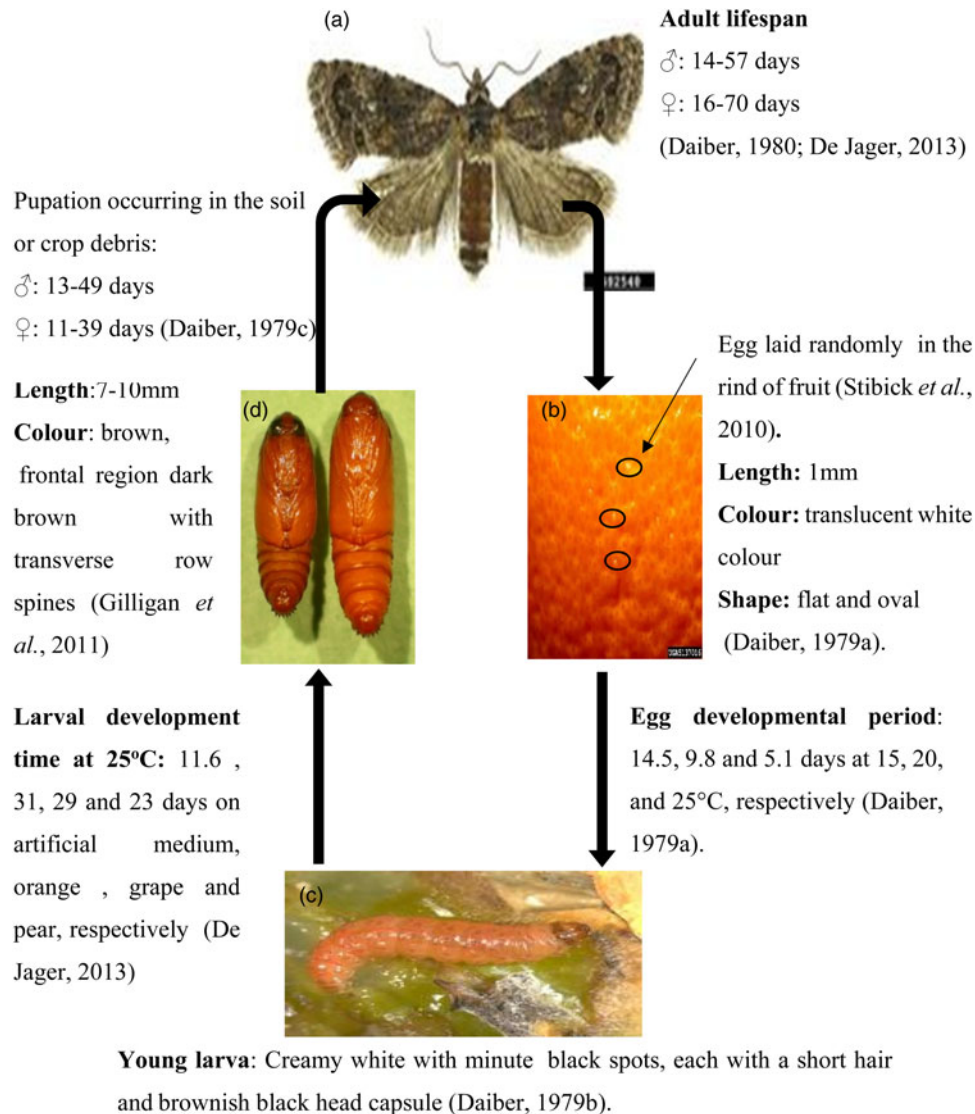 (a)
Adult lifespan
♂: 14-57 days
♀: 16-70 days
(Daiber, 1980; De Jager, 2013)
Pupation occurring in the soil
or crop debris:
♂: 13-49 days
♀: 11-39 days (Daiber, 1979c)
Length:7-10mm
Colour: brown,
frontal region dark
brown with
transverse row
spines (Gilligan et
al., 2011)
(d)
(b)
Egg laid randomly in the
rind of fruit (Stibick et al.,
2010).
Length: 1mm
Colour: translucent white
colour
Shape: flat and oval
(Daiber, 1979a).
Larval development
time at 25°C: 11.6 ,
31, 29 and 23 days on
artificial medium,
orange , grape and
pear, respectively (De
Jager, 2013)
Egg developmental period:
14.5, 9.8 and 5.1 days at 15, 20,
and 25°C, respectively (Daiber,
1979a).
(c)
Young larva: Creamy white with minute black spots, each with a short hair
and brownish black head capsule (Daiber, 1979b).